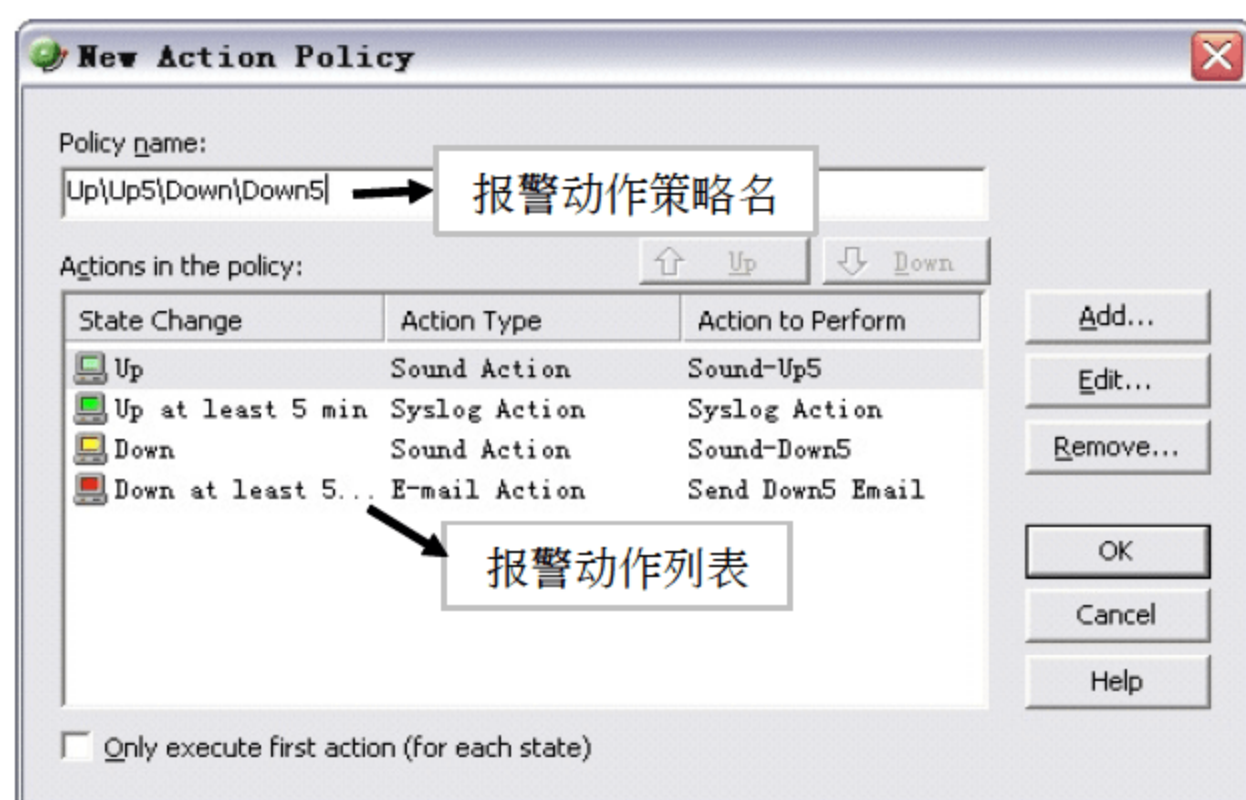 New Action Policy
Policy name:
Up\Up5\Down\Down5
报警动作策略名
Actions in the policy:
Up
Down
State Change Action Type Action to Perform
Up Sound Action Sound-Up5
Up at least 5 min Syslog Action Syslog Action
Down Sound Action Sound-Down5
Down at least 5... E-mail Action Send Down5 Email
报警动作列表
Add...
Edit...
Remove...
OK
Cancel
Help
Only execute first action (for each state)